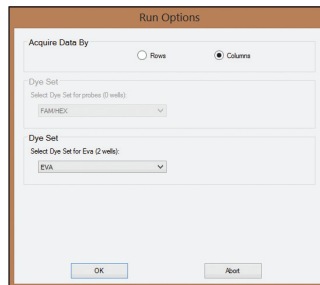 Run Options
Acquire Data By
Rows Columns
Dye Set
Select Dye Set for probes (0 wells):
FAM/HEX
Dye Set
Select Dye Set for Eva (2 wells):
EVA
OK Abort